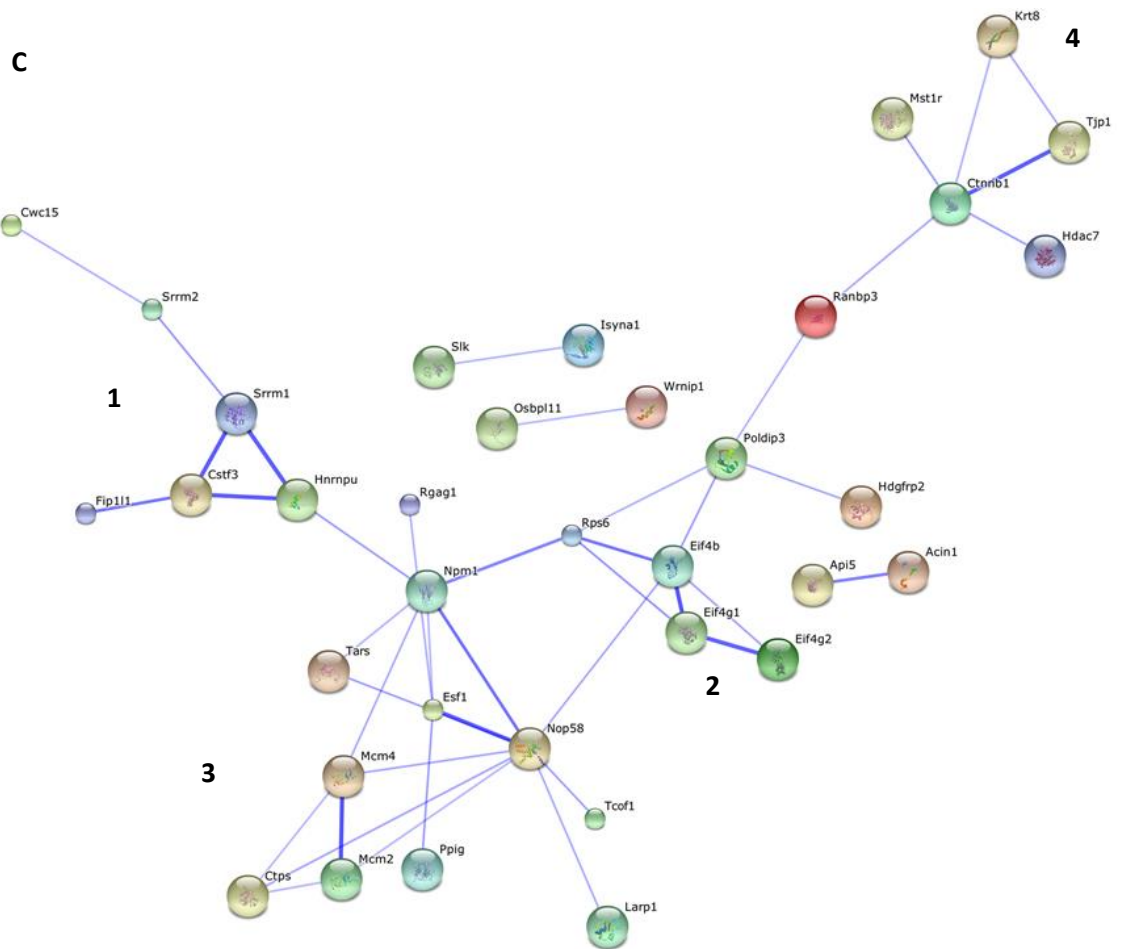 Krt8
4
C
Mst1r
Tjp1
Ctnnb1
Cwc15
Hdac7
Srrm2
Ranbp3
Isyna1
Slk
1
Srrm1
Wrnip1
Osbpl11
Poldip3
Cstf3
Hnrnpu
Fip1l1
Rgag1
Hdgfrp2
Rps6
Eif4b
Npm1
Api5
Acin1
Eif4g1
Eif4g2
Tars
2
Esf1
Nop58
Mcm4
3
Tcof1
Ppig
Mcm2
Ctps
Larp1